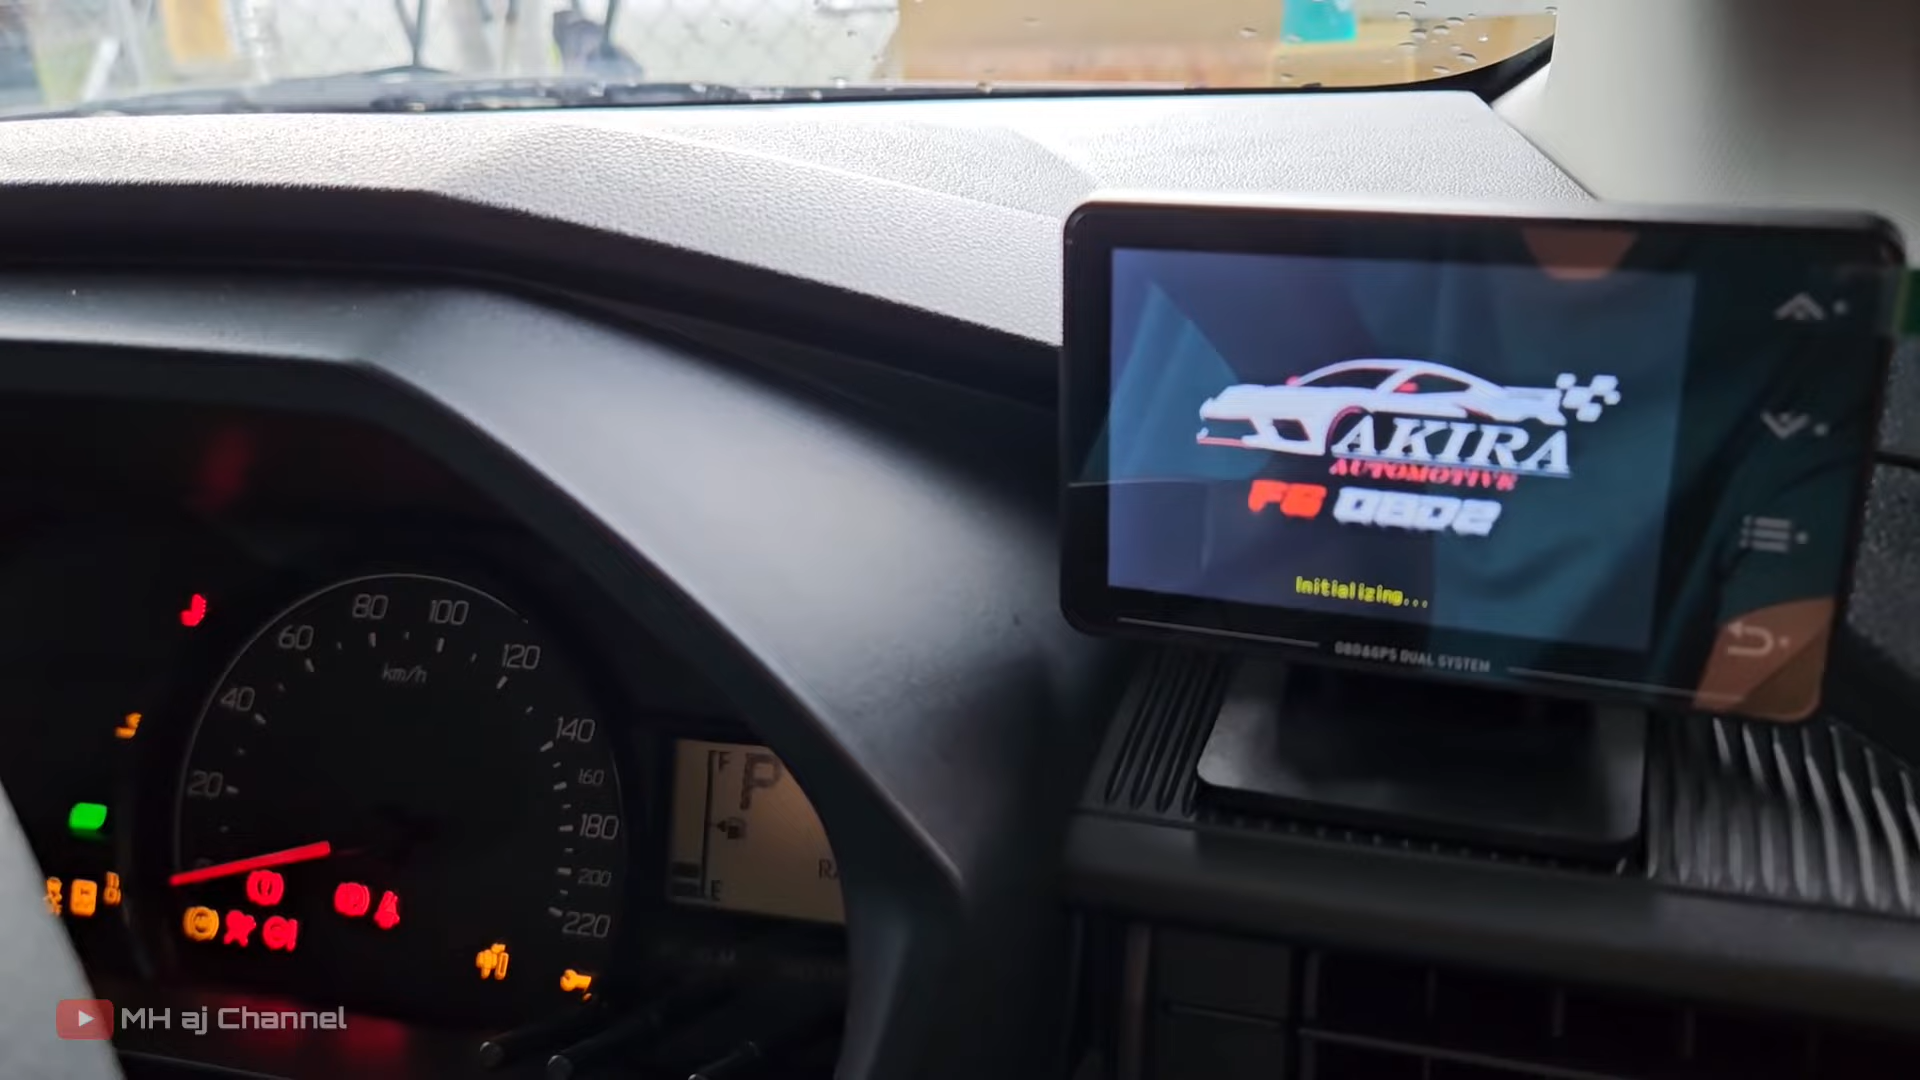 AKIRA
AUTOMOTIVE
F6 OBD2
Initializing...
OBD&GPS DUAL SYSTEM
20
40
60
80
100
120
140
160
180
200
220
km/h
F
P
E
MH aj Channel